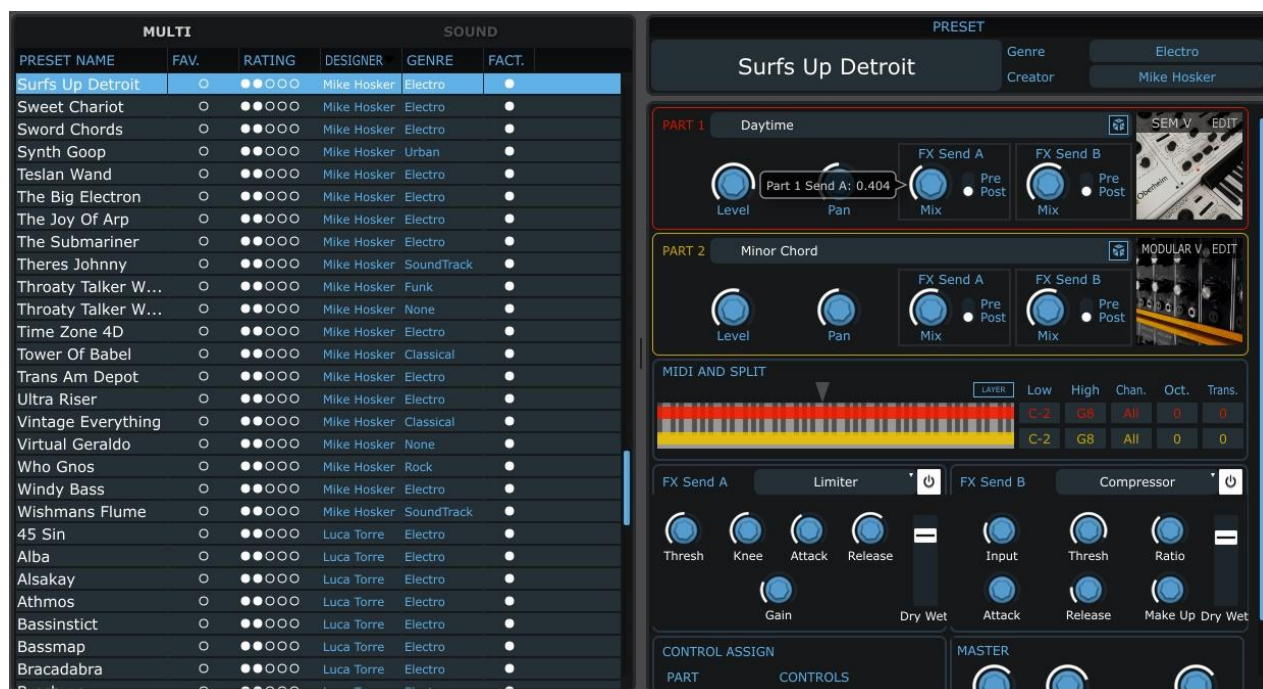 MULTI SOUND
PRESET NAME FAV. RATING DESIGNER GENRE FACT.
Surfs Up Detroit Mike Hosker Electro
Sweet Chariot Mike Hosker Electro
Sword Chords Mike Hosker Electro
Synth Goop Mike Hosker Urban
Teslan Wand Mike Hosker Electro
The Big Electron Mike Hosker Electro
The Joy Of Arp Mike Hosker Electro
The Submariner Mike Hosker Electro
Theres Johnny Mike Hosker SoundTrack
Throaty Talker W... Mike Hosker Funk
Throaty Talker W... Mike Hosker None
Time Zone 4D Mike Hosker Electro
Tower Of Babel Mike Hosker Classical
Trans Am Depot Mike Hosker Electro
Ultra Riser Mike Hosker Electro
Vintage Everything Mike Hosker Classical
Virtual Geraldo Mike Hosker None
Who Gnos Mike Hosker Rock
Windy Bass Mike Hosker Electro
Wishmans Flume Mike Hosker SoundTrack
45 Sin Luca Torre Electro
Alba Luca Torre Electro
Alsakay Luca Torre Electro
Athmos Luca Torre Electro
Bassinstict Luca Torre Electro
Bassmap Luca Torre Electro
Bracadabra Luca Torre Electro
PRESET
Surfs Up Detroit
Genre Electro
Creator Mike Hosker
PART 1 Daytime SEM V EDIT
FX Send A FX Send B
Part 1 Send A: 0.404
Pre Pre
Post Post
Level Pan Mix Mix
Oberheim
PART 2 Minor Chord MODULAR V EDIT
FX Send A FX Send B
Pre Pre
Post Post
Level Pan Mix Mix
MIDI AND SPLIT
LAYER Low High Chan. Oct. Trans.
C-2 G8 All 0 0
C-2 G8 All 0 0
FX Send A Limiter FX Send B Compressor
Thresh Knee Attack Release Input Thresh Ratio
Gain Dry Wet Attack Release Make Up Dry Wet
CONTROL ASSIGN MASTER
PART CONTROLS